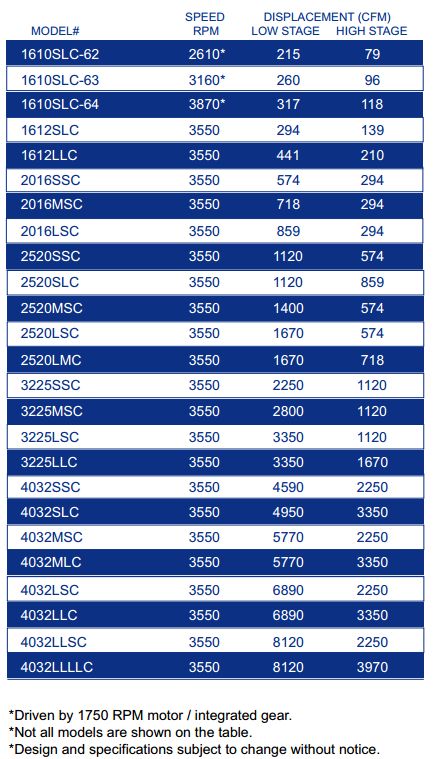 SPEED DISPLACEMENT (CFM)
MODEL# RPM LOW STAGE HIGH STAGE
1610SLC-62 2610* 215 79
1610SLC-63 3160* 260 96
1610SLC-64 3870* 317 118
1612SLC 3550 294 139
1612LLC 3550 441 210
2016SSC 3550 574 294
2016MSC 3550 718 294
2016LSC 3550 859 294
2520SSC 3550 1120 574
2520SLC 3550 1120 859
2520MSC 3550 1400 574
2520LSC 3550 1670 574
2520LMC 3550 1670 718
3225SSC 3550 2250 1120
3225MSC 3550 2800 1120
3225LSC 3550 3350 1120
3225LLC 3550 3350 1670
4032SSC 3550 4590 2250
4032SLC 3550 4950 3350
4032MSC 3550 5770 2250
4032MLC 3550 5770 3350
4032LSC 3550 6890 2250
4032LLC 3550 6890 3350
4032LLSC 3550 8120 2250
4032LLLLC 3550 8120 3970
*Driven by 1750 RPM motor / integrated gear.
*Not all models are shown on the table.
*Design and specifications subject to change without notice.